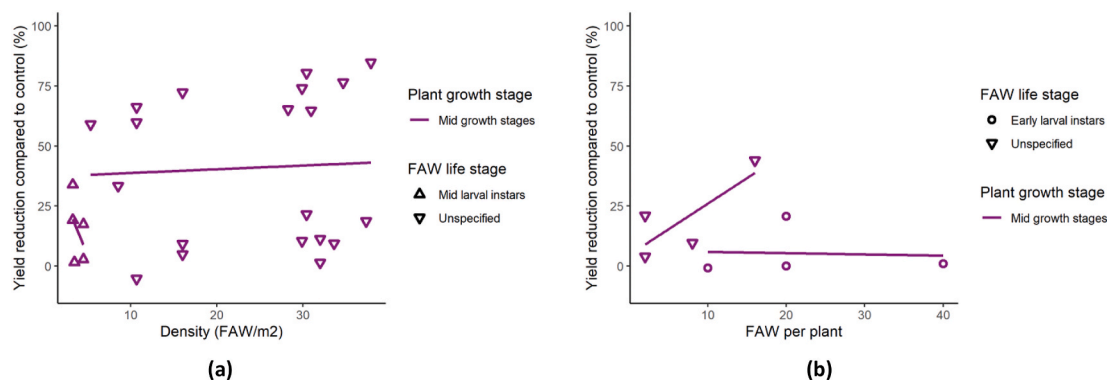 Yield reduction compared to control (%)
100
75
50
25
0
10
20
30
Density (FAW/m2)
Plant growth stage
Mid growth stages
FAW life stage
Mid larval instars
Unspecified
(a)
Yield reduction compared to control (%)
100
75
50
25
0
10
20
30
40
FAW per plant
FAW life stage
Early larval instars
Unspecified
Plant growth stage
Mid growth stages
(b)